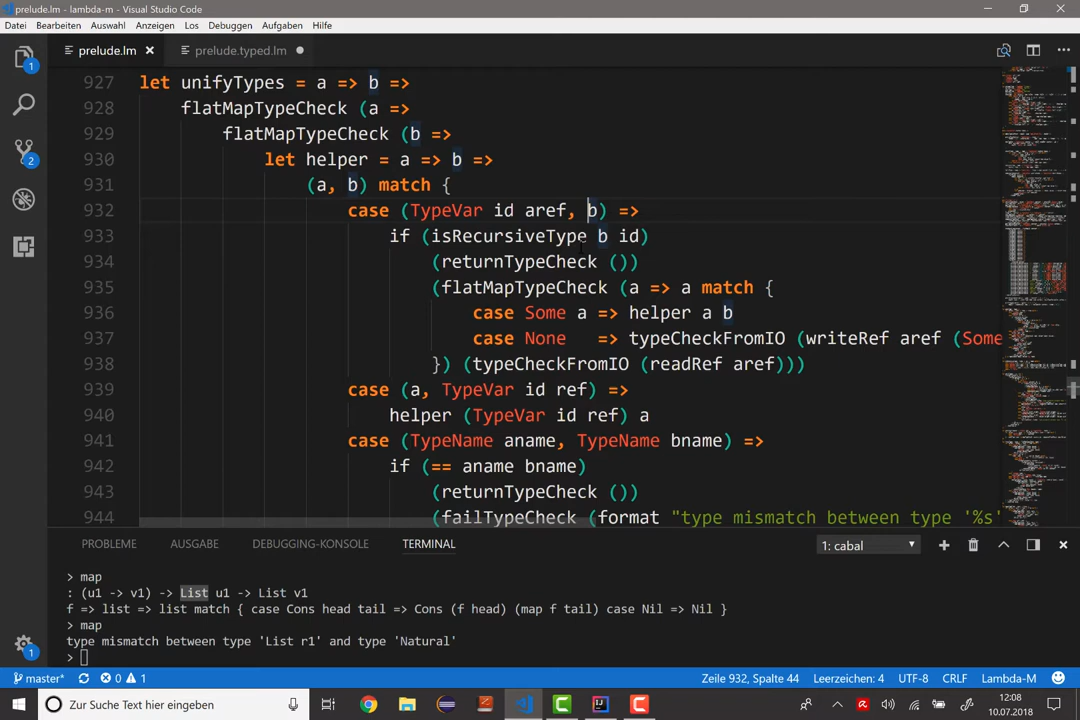 prelude.lm - lambda-m - Visual Studio Code
Datei Bearbeiten Auswahl Anzeigen Los Debuggen Aufgaben Hilfe
prelude.lm prelude.typed.lm
927 let unifyTypes = a => b =>
928 flatMapTypeCheck (a =>
929 flatMapTypeCheck (b =>
930 let helper = a => b =>
931 (a, b) match {
932 case (TypeVar id aref, b) =>
933 if (isRecursiveType b id)
934 (returnTypeCheck ())
935 (flatMapTypeCheck (a => a match {
936 case Some a => helper a b
937 case None => typeCheckFromIO (writeRef aref (Some
938 }) (typeCheckFromIO (readRef aref)))
939 case (a, TypeVar id ref) =>
940 helper (TypeVar id ref) a
941 case (TypeName aname, TypeName bname) =>
942 if (== aname bname)
943 (returnTypeCheck ())
944 (failTypeCheck (format "type mismatch between type '%s'
PROBLEME AUSGABE DEBUGGING-KONSOLE TERMINAL 1: cabal
> map
: (u1 -> v1) -> List u1 -> List v1
f => list => list match { case Cons head tail => Cons (f head) (map f tail) case Nil => Nil }
> map
type mismatch between type 'List r1' and type 'Natural'
>
master* 0 1 Zeile 932, Spalte 44 Leerzeichen: 4 UTF-8 CRLF Lambda-M
Zur Suche Text hier eingeben
12:08
10.07.2018
1
2
1